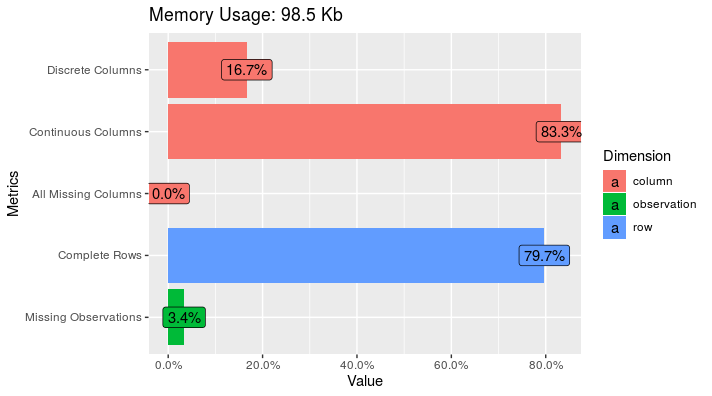 Memory Usage: 98.5 Kb
Metrics
Discrete Columns
16.7%
Continuous Columns
83.3%
All Missing Columns
0.0%
Complete Rows
79.7%
Missing Observations
3.4%
0.0%
20.0%
40.0%
60.0%
80.0%
Value
Dimension
a column
a observation
a row